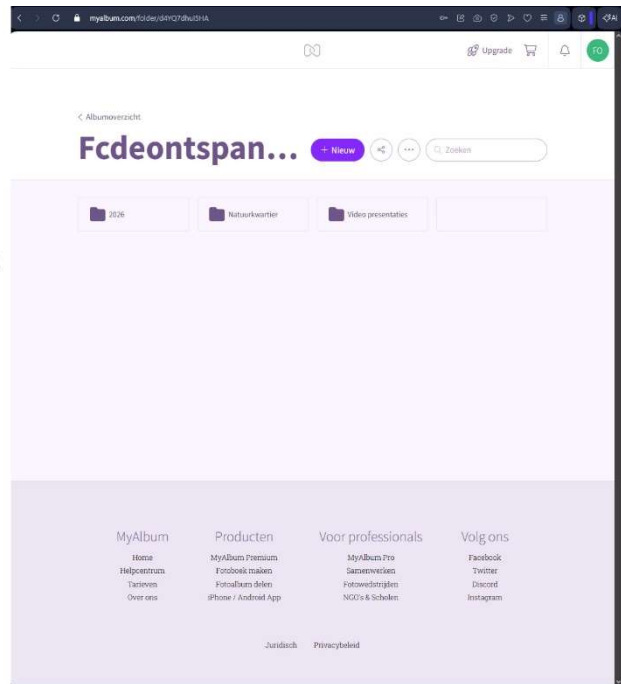 myalbum.com/folder/d4YQ7dhul5HA
AI
Upgrade
FO
< Albumoverzicht
Fcdeontspan...
+ Nieuw
Zoeken
2026
Natuurkwartier
Video presentaties
MyAlbum
Home
Helpcentrum
Tarieven
Over ons
Producten
MyAlbum Premium
Fotoboek maken
Fotoalbum delen
iPhone / Android App
Voor professionals
MyAlbum Pro
Samenwerken
Fotowedstrijden
NGO's & Scholen
Volg ons
Facebook
Twitter
Discord
Instagram
Juridisch
Privacybeleid